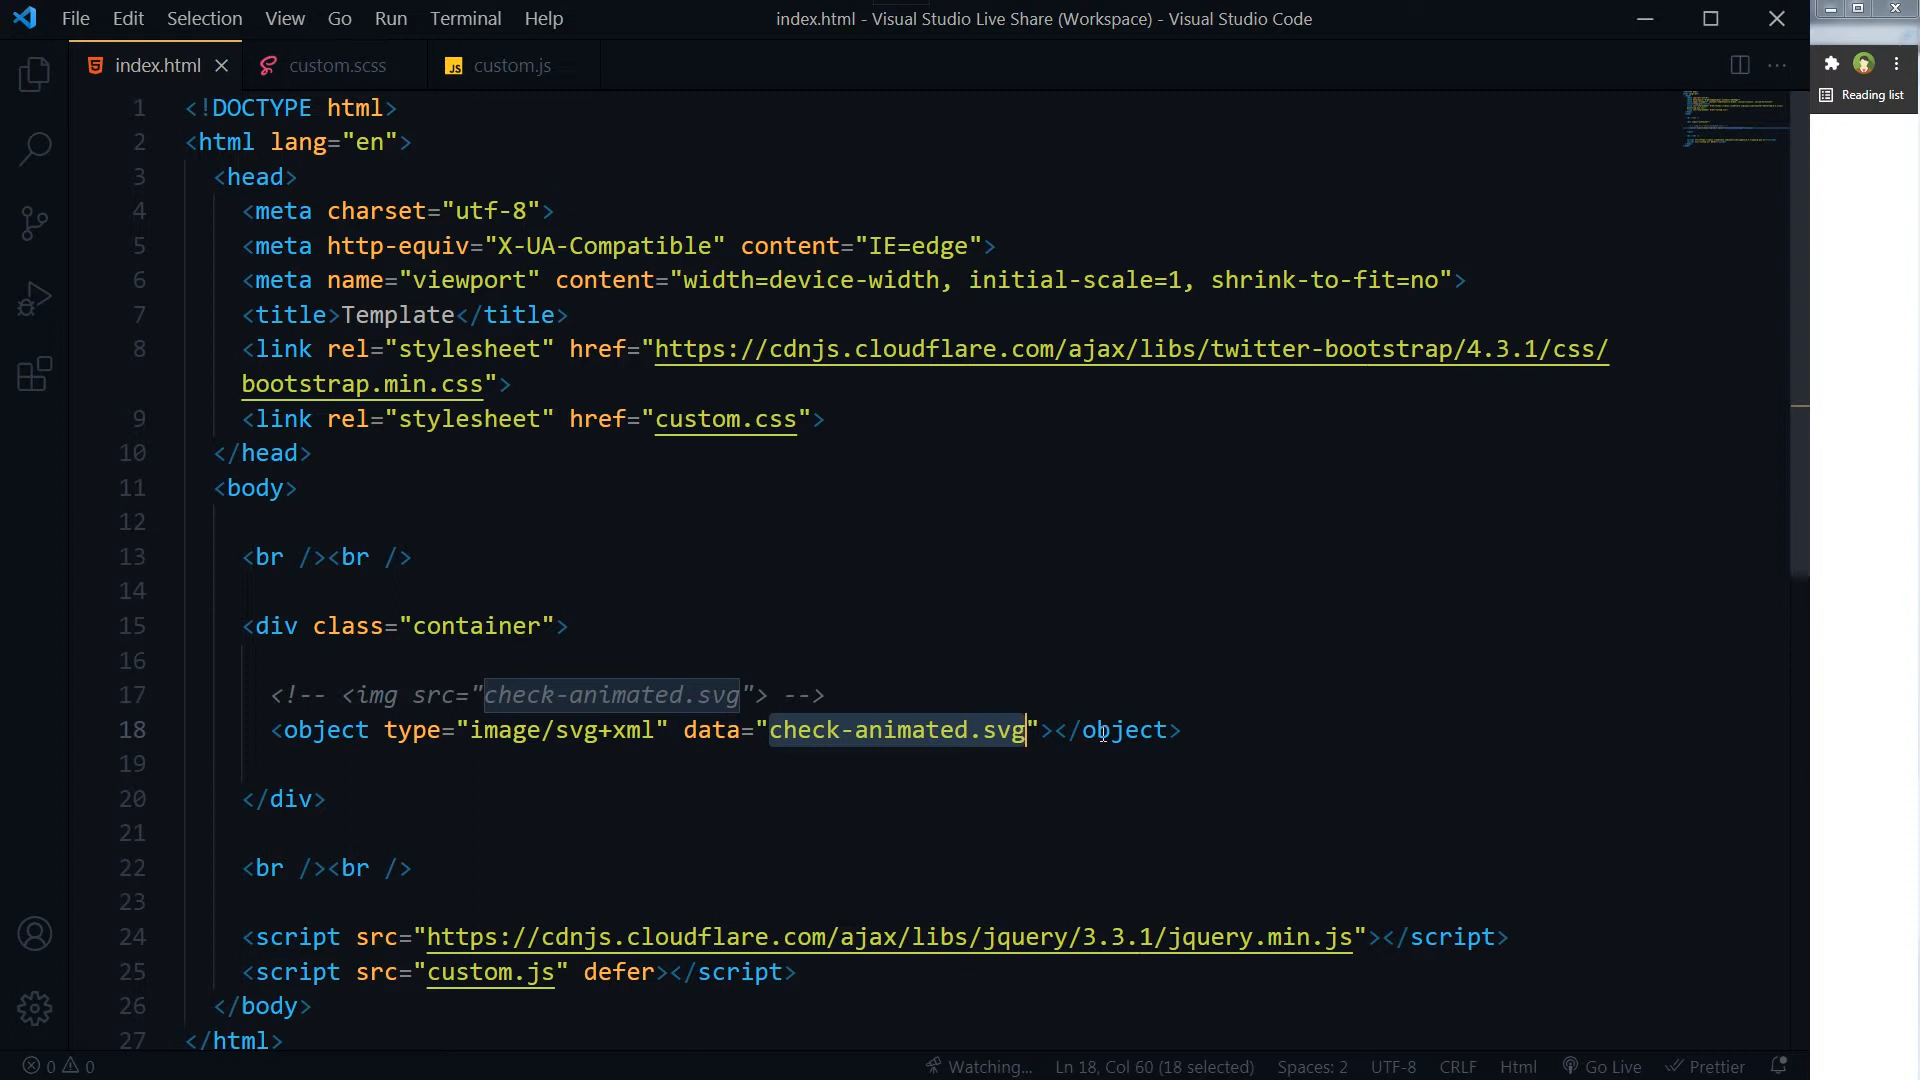 File Edit Selection View Go Run Terminal Help index.html - Visual Studio Live Share (Workspace) - Visual Studio Code
index.html custom.scss JS custom.js
Reading list
1 <!DOCTYPE html>
2 <html lang="en">
3 <head>
4 <meta charset="utf-8">
5 <meta http-equiv="X-UA-Compatible" content="IE=edge">
6 <meta name="viewport" content="width=device-width, initial-scale=1, shrink-to-fit=no">
7 <title>Template</title>
8 <link rel="stylesheet" href="https://cdnjs.cloudflare.com/ajax/libs/twitter-bootstrap/4.3.1/css/
bootstrap.min.css">
9 <link rel="stylesheet" href="custom.css">
10 </head>
11 <body>
12
13 <br /><br />
14
15 <div class="container">
16
17 <!-- <img src="check-animated.svg"> -->
18 <object type="image/svg+xml" data="check-animated.svg"></object>
19
20 </div>
21
22 <br /><br />
23
24 <script src="https://cdnjs.cloudflare.com/ajax/libs/jquery/3.3.1/jquery.min.js"></script>
25 <script src="custom.js" defer></script>
26 </body>
27 </html>
0 0 Watching... Ln 18, Col 60 (18 selected) Spaces: 2 UTF-8 CRLF Html Go Live Prettier